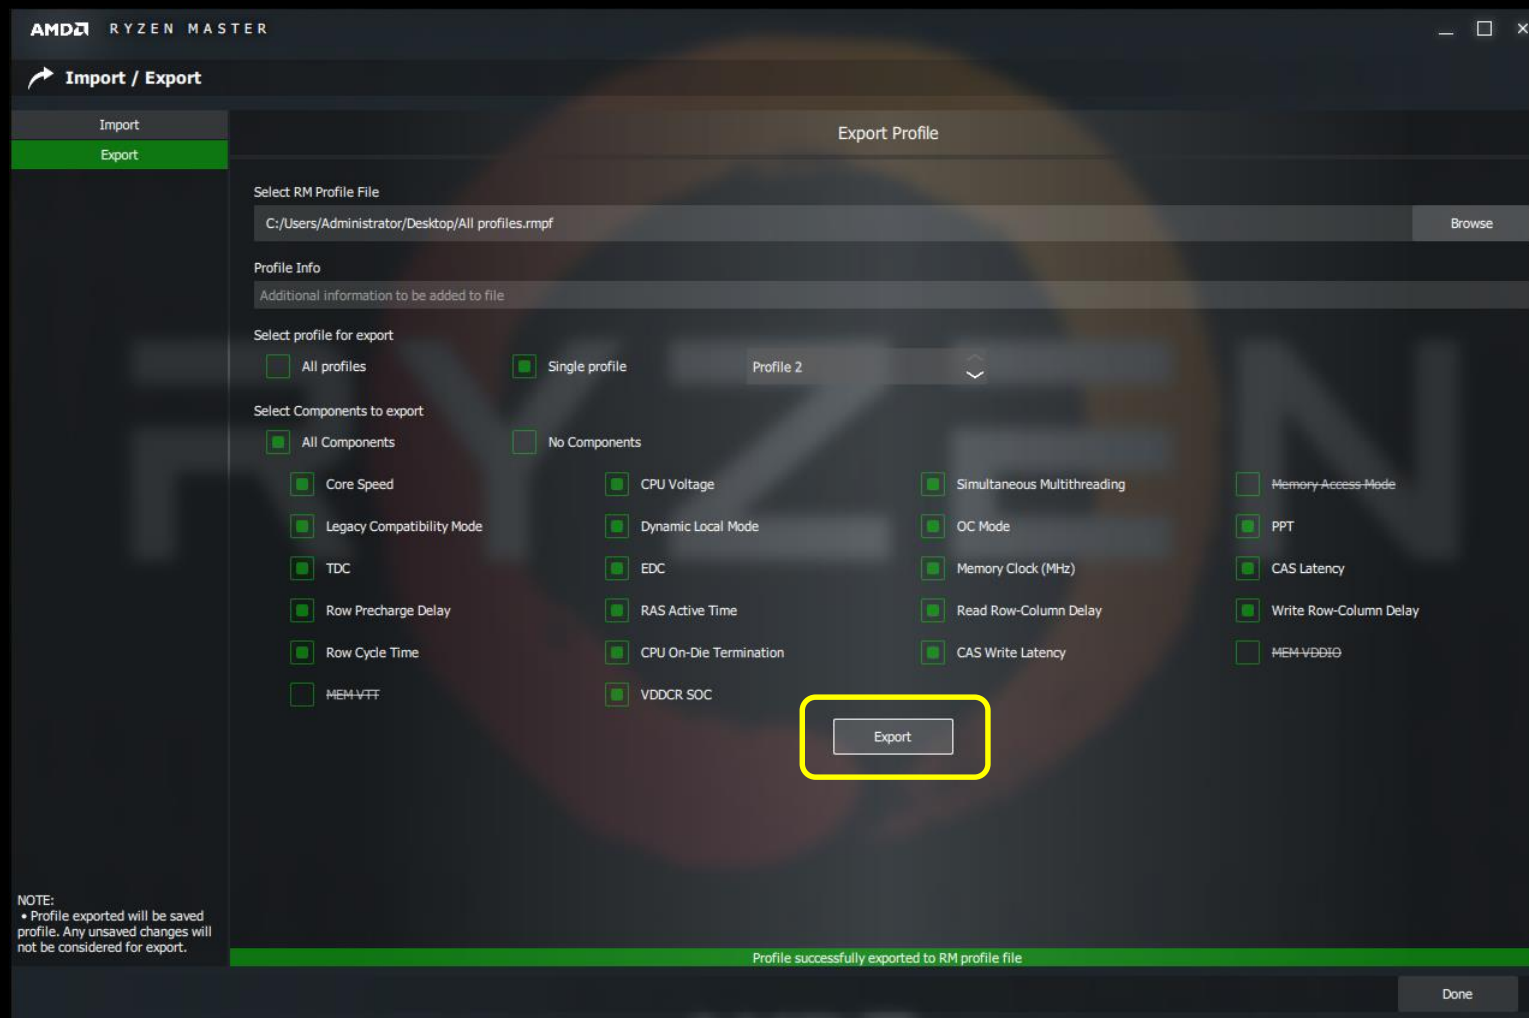 AMD RYZEN MASTER
Import / Export
Import
Export
Export Profile
Select RM Profile File
C:/Users/Administrator/Desktop/All profiles.rmpf
Browse
Profile Info
Additional information to be added to file
Select profile for export
All profiles
Single profile
Profile 2
Select Components to export
All Components
No Components
Core Speed
CPU Voltage
Simultaneous Multithreading
Memory Access Mode
Legacy Compatibility Mode
Dynamic Local Mode
OC Mode
PPT
TDC
EDC
Memory Clock (MHz)
CAS Latency
Row Precharge Delay
RAS Active Time
Read Row-Column Delay
Write Row-Column Delay
Row Cycle Time
CPU On-Die Termination
CAS Write Latency
MEM VDDIO
MEM VTT
VDDCR SOC
Export
RYZEN
NOTE:
• Profile exported will be saved
profile. Any unsaved changes will
not be considered for export.
Profile successfully exported to RM profile file
Done